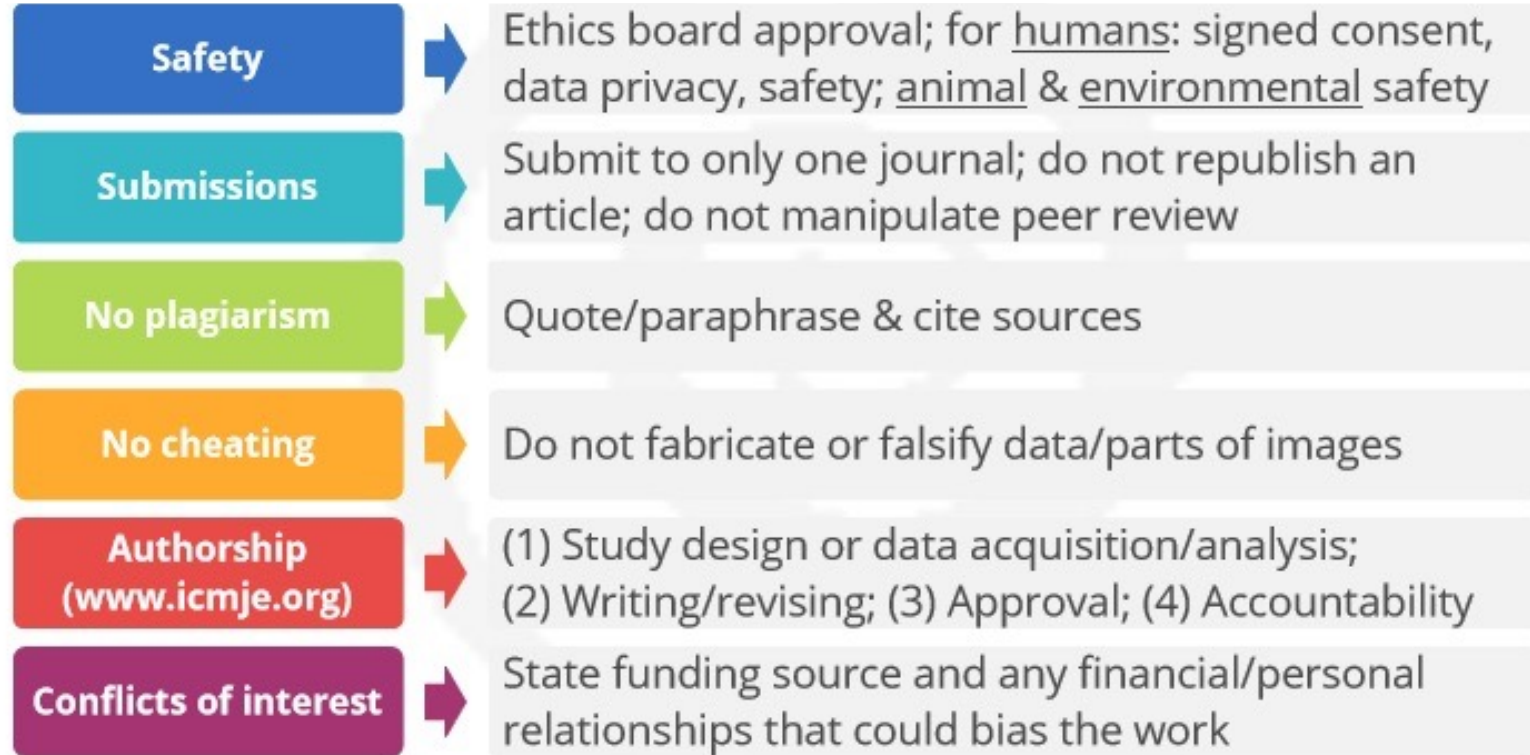 Safety
Ethics board approval; for humans: signed consent,
data privacy, safety; animal & environmental safety
Submissions
Submit to only one journal; do not republish an
article; do not manipulate peer review
No plagiarism
Quote/paraphrase & cite sources
No cheating
Do not fabricate or falsify data/parts of images
Authorship
(www.icmje.org)
(1) Study design or data acquisition/analysis;
(2) Writing/revising; (3) Approval; (4) Accountability
Conflicts of interest
State funding source and any financial/personal
relationships that could bias the work